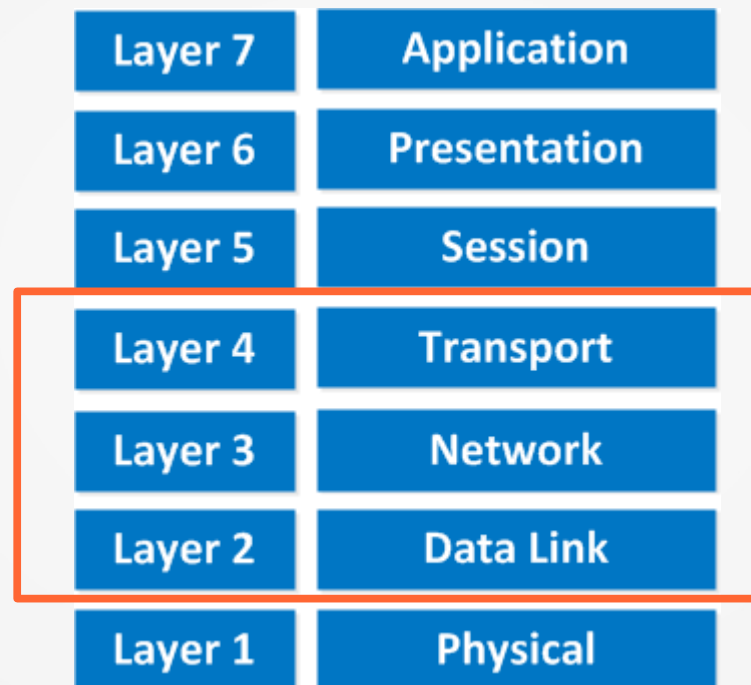 Layer 7 Application
Layer 6 Presentation
Layer 5 Session
Layer 4 Transport
Layer 3 Network
Layer 2 Data Link
Layer 1 Physical